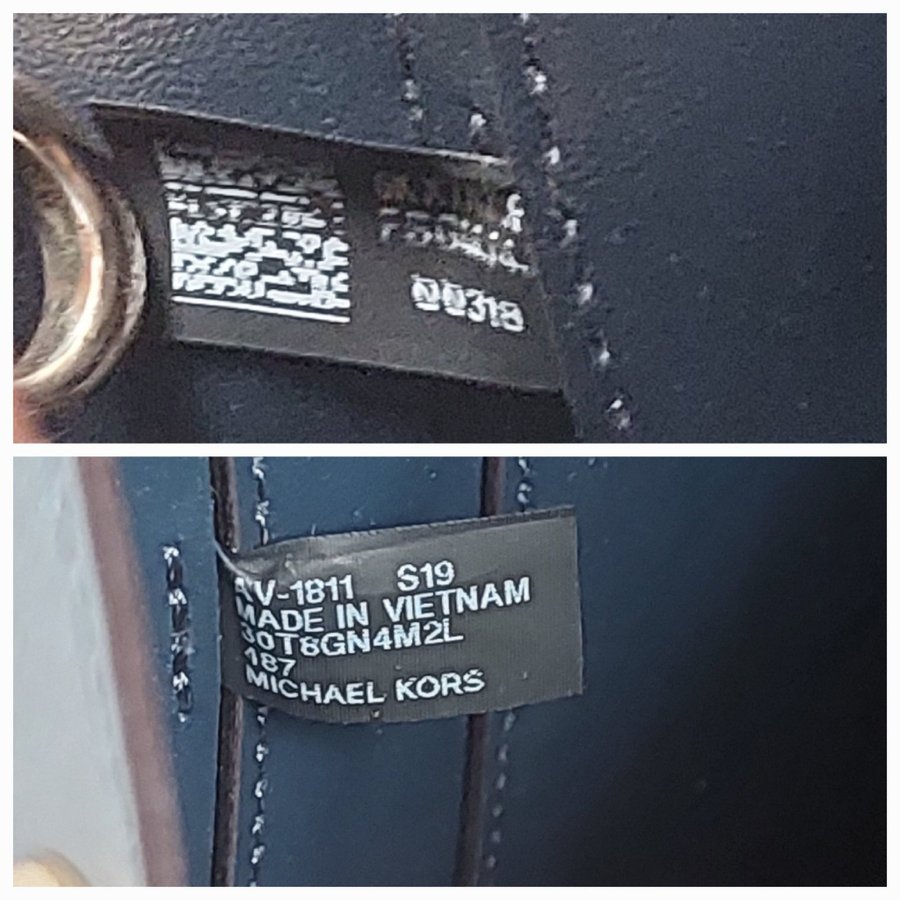 00318
AV-1811 S19
MADE IN VIETNAM
30T8GN4M2L
187
MICHAEL KORS